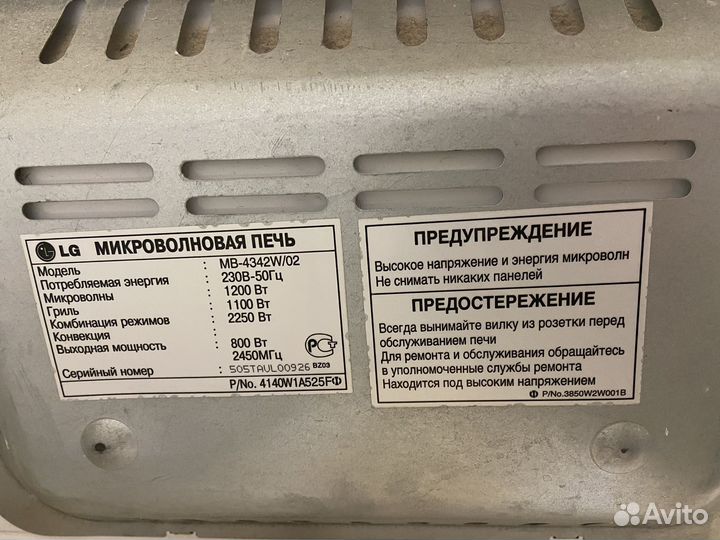 LG МИКРОВОЛНОВАЯ ПЕЧЬ
Модель : MB-4342W/02
Потребляемая энергия : 230В-50Гц
Микроволны : 1200 Вт
Гриль : 1100 Вт
Комбинация режимов : 2250 Вт
Конвекция :
Выходная мощность : 800 Вт
2450МГц
Серийный номер : 505TAUL00926 BZ03
P/No. 4140W1A525FФ
ПРЕДУПРЕЖДЕНИЕ
Высокое напряжение и энергия микроволн
Не снимать никаких панелей
ПРЕДОСТЕРЕЖЕНИЕ
Всегда вынимайте вилку из розетки перед
обслуживанием печи
Для ремонта и обслуживания обращайтесь
в уполномоченные службы ремонта
Находится под высоким напряжением
Ф P/No.3850W2W001B
Avito